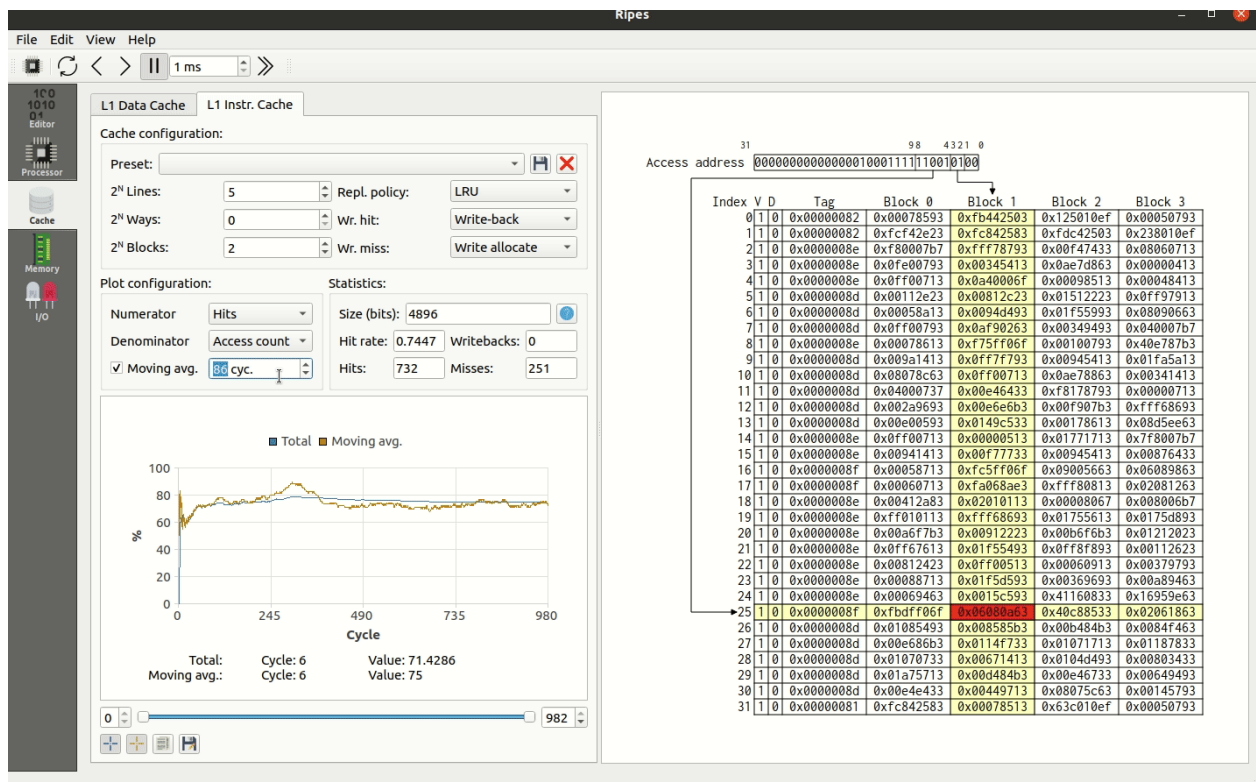 Ripes
File Edit View Help
1 ms
Editor
Processor
Cache
Memory
I/O
L1 Data Cache L1 Instr. Cache
Cache configuration:
Preset:
2^N Lines: 5 Repl. policy: LRU
2^N Ways: 0 Wr. hit: Write-back
2^N Blocks: 2 Wr. miss: Write allocate
Plot configuration: Statistics:
Numerator Hits Size (bits): 4896
Denominator Access count Hit rate: 0.7447 Writebacks: 0
Moving avg. 86 cyc. Hits: 732 Misses: 251
Total Moving avg.
100
80
60
40
20
0
%
0 245 490 735 980
Cycle
Total: Cycle: 6 Value: 71.4286
Moving avg.: Cycle: 6 Value: 75
0 982
31 9 8 4 3 2 1 0
Access address 00000000000000010001111110010100
Index V D Tag Block 0 Block 1 Block 2 Block 3
0 1 0 0x00000082 0x00078593 0xfb442503 0x125010ef 0x00050793
1 1 0 0x00000082 0xfcf42e23 0xfc842583 0xfdc42503 0x238010ef
2 1 0 0x0000008e 0xf80007b7 0xfff78793 0x00f47433 0x08060713
3 1 0 0x0000008e 0x0fe00793 0x00345413 0x0ae7d863 0x00000413
4 1 0 0x0000008e 0x0ff00713 0x0a40006f 0x00098513 0x00048413
5 1 0 0x0000008d 0x00112e23 0x00812c23 0x01512223 0x0ff97913
6 1 0 0x0000008d 0x00058a13 0x0094d493 0x01f55993 0x08090663
7 1 0 0x0000008d 0x0ff00793 0x0af90263 0x00349493 0x040007b7
8 1 0 0x0000008e 0x00078613 0xf75ff06f 0x00100793 0x40e787b3
9 1 0 0x0000008d 0x009a1413 0x0ff7f793 0x00945413 0x01fa5a13
10 1 0 0x0000008d 0x08078c63 0x0ff00713 0x0ae78863 0x00341413
11 1 0 0x0000008d 0x04000737 0x00e46433 0xf8178793 0x00000713
12 1 0 0x0000008d 0x002a9693 0x00e6e6b3 0x00f907b3 0xfff68693
13 1 0 0x0000008d 0x00e00593 0x0149c533 0x00178613 0x08d5ee63
14 1 0 0x0000008e 0x0ff00713 0x00000513 0x01771713 0x7f8007b7
15 1 0 0x0000008e 0x00941413 0x00f77733 0x00945413 0x00876433
16 1 0 0x0000008f 0x00058713 0xfc5ff06f 0x09005663 0x06089863
17 1 0 0x0000008f 0x00060713 0xfa068ae3 0xfff80813 0x02081263
18 1 0 0x0000008e 0x00412a83 0x02010113 0x00008067 0x008006b7
19 1 0 0x0000008e 0xff010113 0xfff68693 0x01755613 0x0175d893
20 1 0 0x0000008e 0x00a6f7b3 0x00912223 0x00b6f6b3 0x01212023
21 1 0 0x0000008e 0x0ff67613 0x01f55493 0x0ff8f893 0x00112623
22 1 0 0x0000008e 0x00812423 0x0ff00513 0x00060913 0x00379793
23 1 0 0x0000008e 0x00088713 0x01f5d593 0x00369693 0x00a89463
24 1 0 0x0000008e 0x00069463 0x0015c593 0x41160833 0x16959e63
25 1 0 0x0000008f 0xfbdff06f 0x06080a63 0x40c88533 0x02061863
26 1 0 0x0000008d 0x01085493 0x008585b3 0x00b484b3 0x0084f463
27 1 0 0x0000008d 0x00e686b3 0x0114f733 0x01071713 0x01187833
28 1 0 0x0000008d 0x01070733 0x00671413 0x0104d493 0x00803433
29 1 0 0x0000008d 0x01a75713 0x00d484b3 0x00e46733 0x00649493
30 1 0 0x0000008d 0x00e4e433 0x00449713 0x08075c63 0x00145793
31 1 0 0x00000081 0xfc842583 0x00078513 0x63c010ef 0x00050793